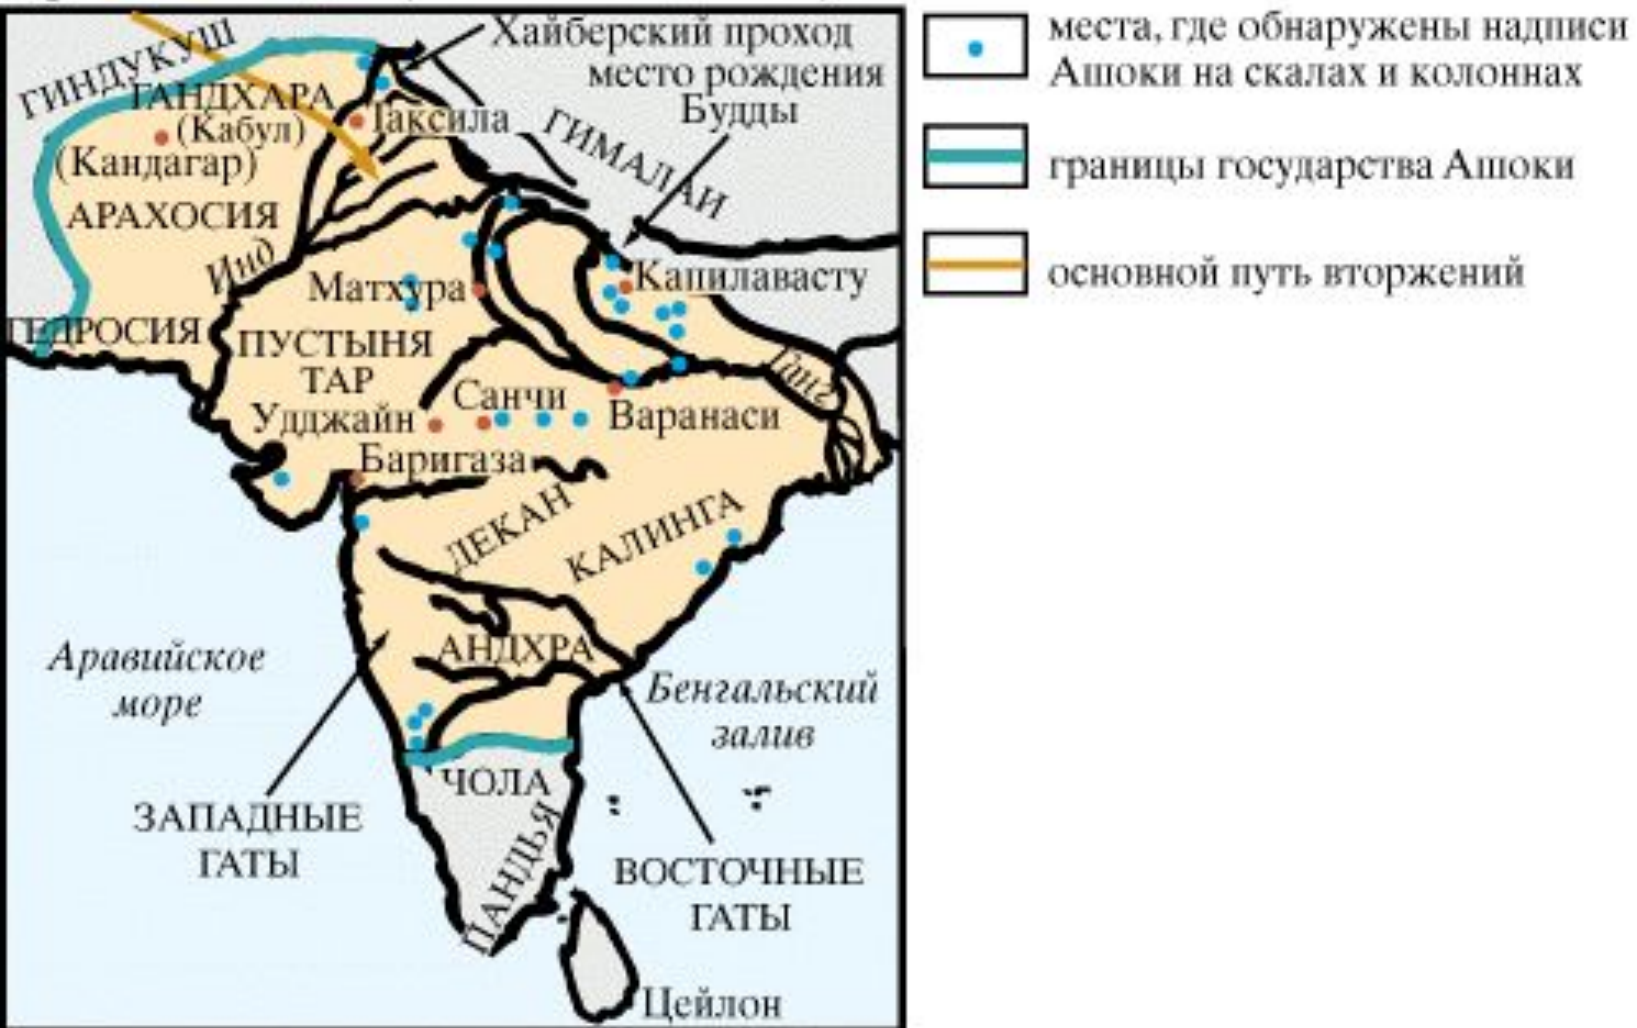 ГИНДУКУШ
Хайберский проход
место рождения
Будды
ГАНДХАРА
(Кабул)
Таксила
ГИМАЛАИ
(Кандагар)
АРАХОСИЯ
Инд
Матхура
Капилавасту
ГЕДРОСИЯ
ПУСТЫНЯ
ТАР
Ганг
Санчи
Удджайн
Варанаси
Баригаза
ДЕКАН
КАЛИНГА
АНДХРА
Аравийское
море
Бенгальский
залив
ЧОЛА
ЗАПАДНЫЕ
ГАТЫ
ПАНДЬЯ
ВОСТОЧНЫЕ
ГАТЫ
Цейлон
места, где обнаружены надписи
Ашоки на скалах и колоннах
границы государства Ашоки
основной путь вторжений